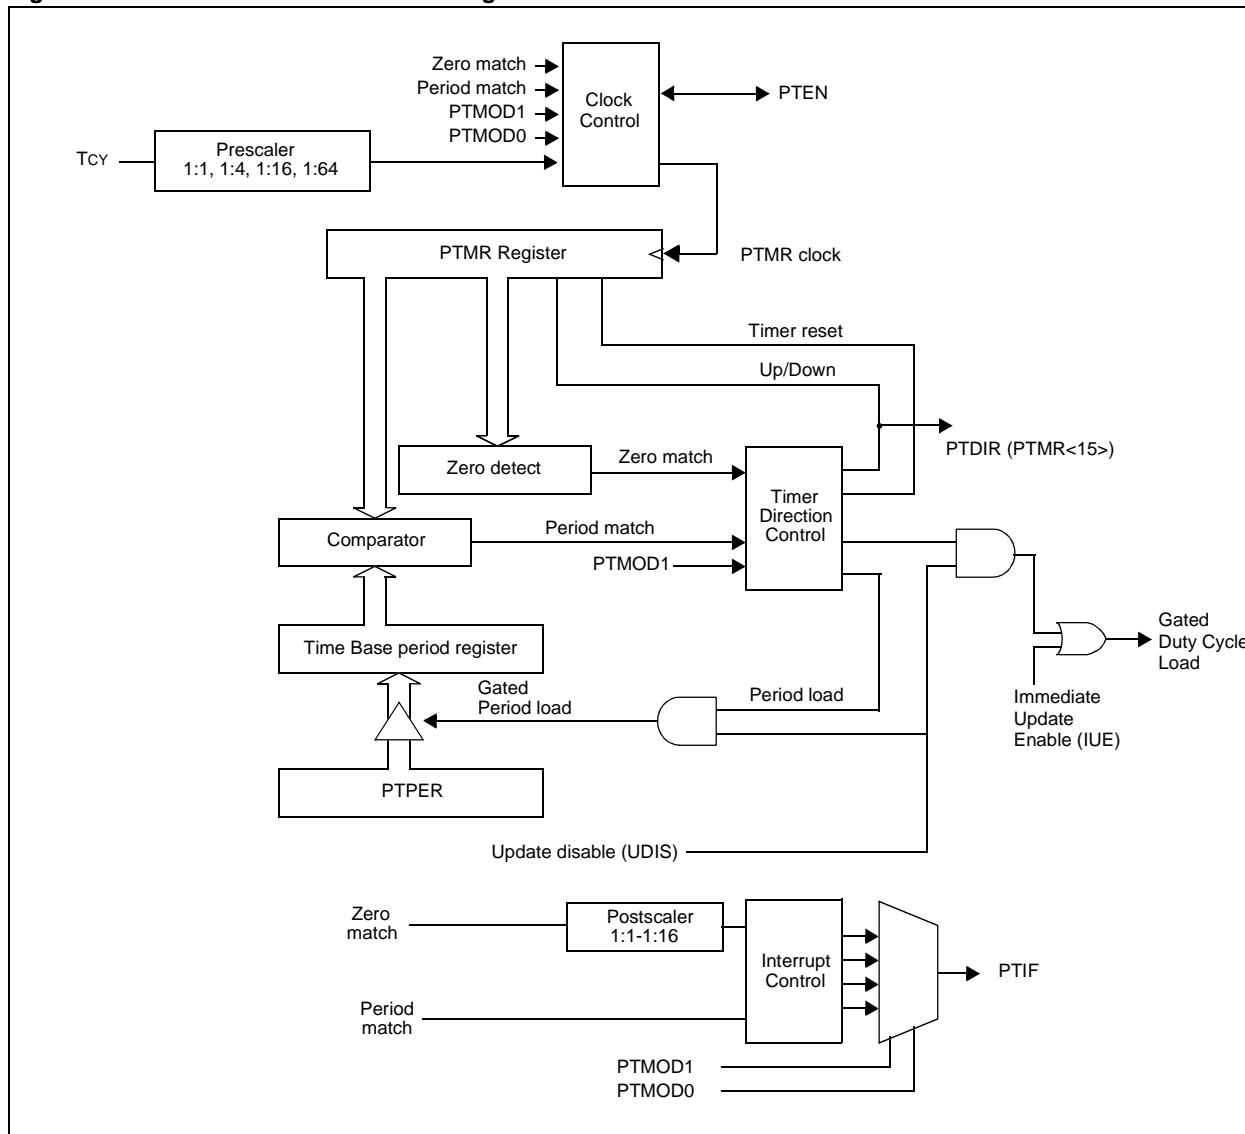 Zero match
Period match
PTMOD1
PTMOD0
Clock
Control
PTEN
TCY
Prescaler
1:1, 1:4, 1:16, 1:64
PTMR Register
PTMR clock
Timer reset
Up/Down
PTDIR (PTMR<15>)
Zero detect
Zero match
Timer
Direction
Control
Comparator
Period match
PTMOD1
Time Base period register
Gated
Period load
Period load
Gated
Duty Cycle
Load
Immediate
Update
Enable (IUE)
PTPER
Update disable (UDIS)
Zero
match
Postscaler
1:1-1:16
Interrupt
Control
PTIF
Period
match
PTMOD1
PTMOD0